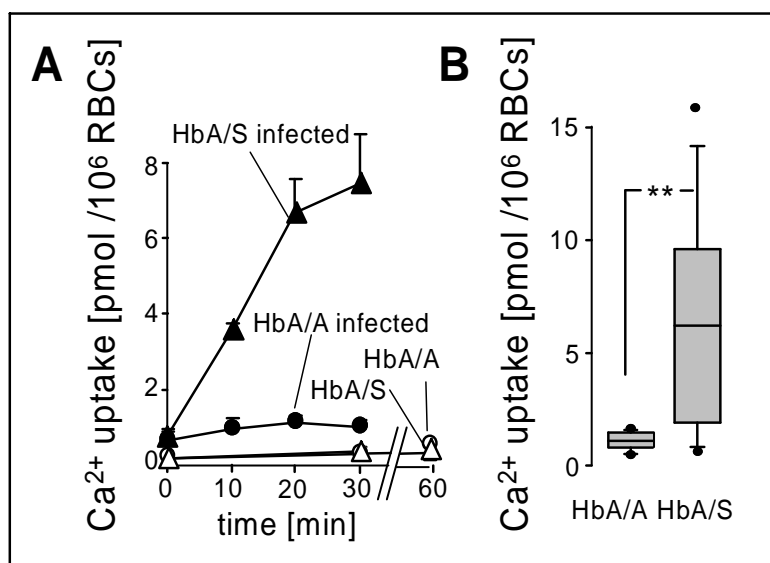 A
Ca²⁺ uptake [pmol /10⁶ RBCs]
8
6
4
2
0
HbA/S infected
HbA/A infected
HbA/A
HbA/S
0 10 20 30 60
time [min]
B
Ca²⁺ uptake [pmol /10⁶ RBCs]
15
10
5
0
**
HbA/A HbA/S